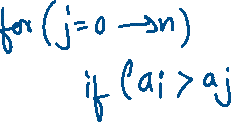 for (j=0 →n)
if (ai > aj